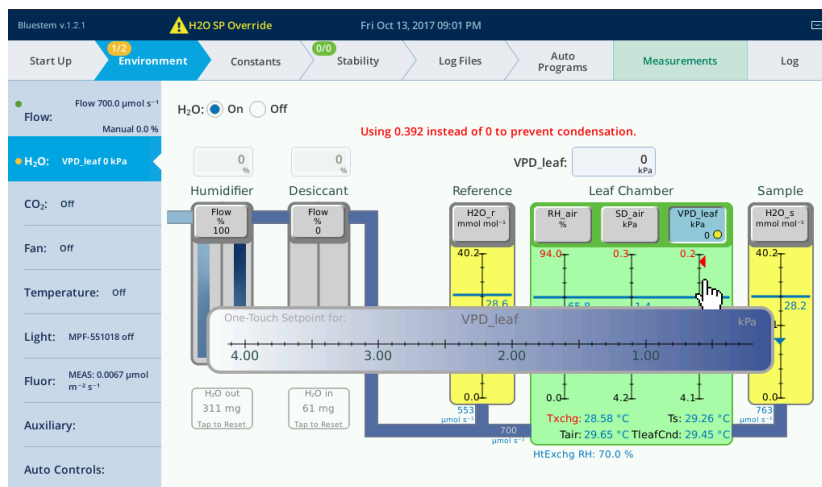 Bluestem v.1.2.1
H2O SP Override
Fri Oct 13, 2017 09:01 PM
Start Up
1/2
Environment
Constants
0/0
Stability
Log Files
Auto
Programs
Measurements
Log
Flow:
Flow 700.0 µmol s⁻¹
Manual 0.0 %
H₂O: VPD_leaf 0 kPa
CO₂: Off
Fan: Off
Temperature: Off
Light: MPF-551018 off
Fluor: MEAS: 0.0067 µmol
m⁻² s⁻¹
Auxiliary:
Auto Controls:
H₂O: On Off
Using 0.392 instead of 0 to prevent condensation.
0
%
0
%
VPD_leaf: 0
kPa
Humidifier
Desiccant
Reference
Leaf Chamber
Sample
Flow
%
100
Flow
%
0
H2O_r
mmol mol⁻¹
RH_air
%
SD_air
kPa
VPD_leaf
kPa
0
H2O_s
mmol mol⁻¹
40.2
94.0
0.3
0.2
40.2
28.6
65.8
1.4
28.2
One-Touch Setpoint for: VPD_leaf kPa
4.00 3.00 2.00 1.00
H₂O out
311 mg
Tap to Reset
H₂O in
61 mg
Tap to Reset
0.0
0.0
4.2
4.1
0.0
553
µmol s⁻¹
700
µmol s⁻¹
763
µmol s⁻¹
Txchg: 28.58 °C Ts: 29.26 °C
Tair: 29.65 °C TleafCnd: 29.45 °C
HtExchg RH: 70.0 %